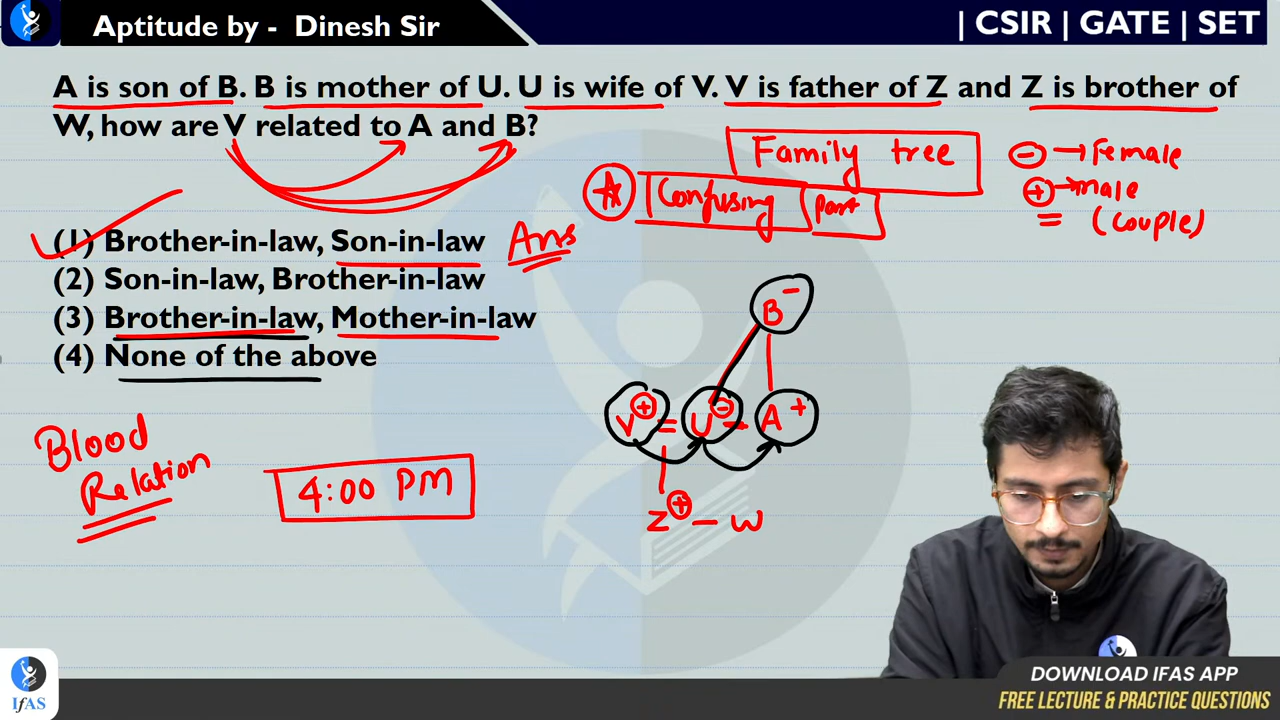 Aptitude by -  Dinesh Sir
| CSIR | GATE | SET
A is son of B. B is mother of U. U is wife of V. V is father of Z and Z is brother of
W, how are V related to A and B?
Family tree
⊖ → Female
⊕ → male
= (couple)
A Confusing Part
(1) Brother-in-law, Son-in-law Ans
(2) Son-in-law, Brother-in-law
(3) Brother-in-law, Mother-in-law
(4) None of the above
B -
V ⊕ = U ⊖ - A +
Z ⊕ - W
Blood
Relation
4:00 PM
IFAS
DOWNLOAD IFAS APP
FREE LECTURE & PRACTICE QUESTIONS